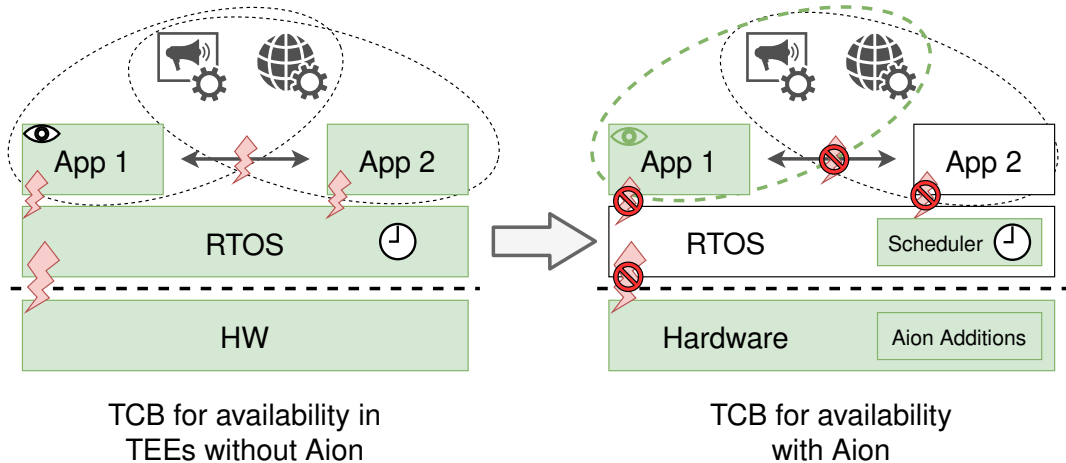 App 1
App 2
RTOS
HW
TCB for availability in
TEEs without Aion
App 1
App 2
RTOS
Scheduler
Hardware
Aion Additions
TCB for availability
with Aion